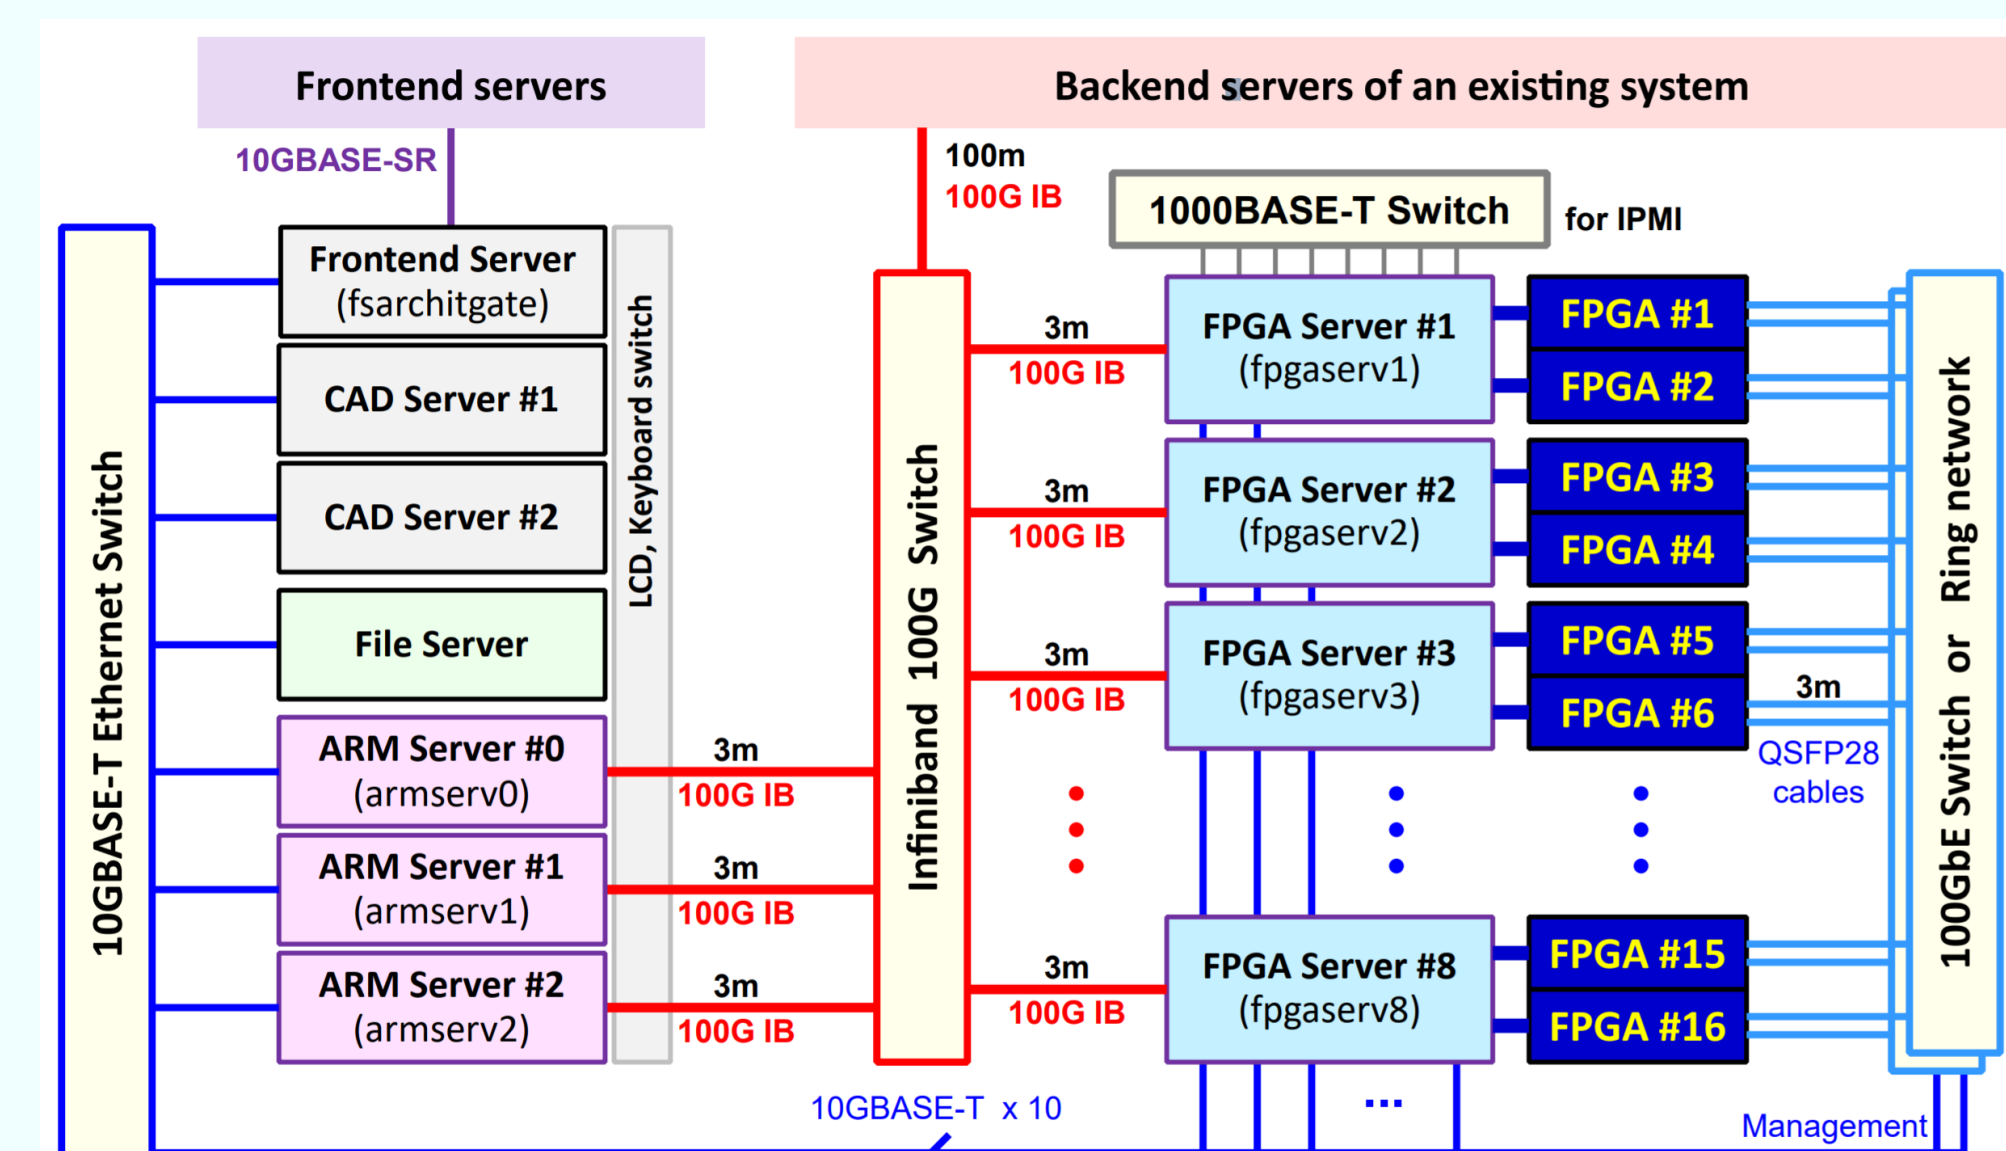 Frontend servers
Backend servers of an existing system
10GBASE-SR
100m
100G IB
1000BASE-T Switch
for IPMI
10GBASE-T Ethernet Switch
Frontend Server
(fsarchitgate)
CAD Server #1
CAD Server #2
File Server
ARM Server #0
(armserv0)
ARM Server #1
(armserv1)
ARM Server #2
(armserv2)
LCD, Keyboard switch
3m
100G IB
3m
100G IB
3m
100G IB
Infiniband 100G Switch
3m
100G IB
3m
100G IB
3m
100G IB
3m
100G IB
FPGA Server #1
(fpgaserv1)
FPGA Server #2
(fpgaserv2)
FPGA Server #3
(fpgaserv3)
FPGA Server #8
(fpgaserv8)
FPGA #1
FPGA #2
FPGA #3
FPGA #4
FPGA #5
FPGA #6
FPGA #15
FPGA #16
3m
QSFP28
cables
100GbE Switch or Ring network
10GBASE-T x 10
...
Management